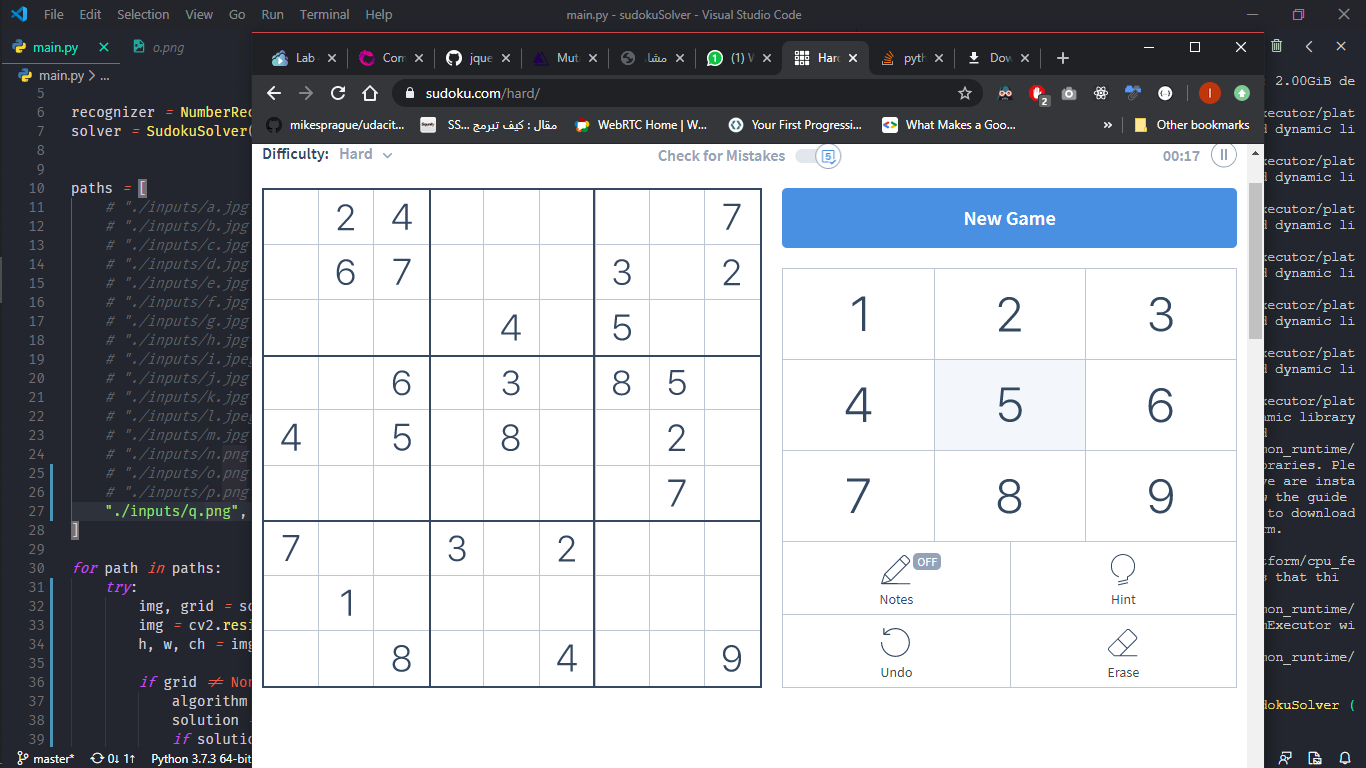 File Edit Selection View Go Run Terminal Help main.py - sudokuSolver - Visual Studio Code
main.py o.png
main.py > ...
5
6 recognizer = NumberRec
7 solver = SudokuSolver(
8
9
10 paths = [
11 # "./inputs/a.jpg
12 # "./inputs/b.jpg
13 # "./inputs/c.jpg
14 # "./inputs/d.jpg
15 # "./inputs/e.jpg
16 # "./inputs/f.jpg
17 # "./inputs/g.jpg
18 # "./inputs/h.jpg
19 # "./inputs/i.jpeg
20 # "./inputs/j.jpg
21 # "./inputs/k.jpg
22 # "./inputs/l.jpeg
23 # "./inputs/m.jpg
24 # "./inputs/n.png
25 # "./inputs/o.png
26 # "./inputs/p.png
27 "./inputs/q.png",
28 ]
29
30 for path in paths:
31 try:
32 img, grid = so
33 img = cv2.resi
34 h, w, ch = img
35
36 if grid ≠ Non
37 algorithm
38 solution
39 if solutio
master* 0↓ 1↑ Python 3.7.3 64-bit
Lab Com jque Muta مشا (1) W Hard pyth Dow
sudoku.com/hard/
2
I
mikesprague/udacit... SS... مقال : كيف تبرمج WebRTC Home | W... Your First Progressi... What Makes a Goo... » Other bookmarks
Difficulty: Hard Check for Mistakes 5 00:17
2 4 7
6 7 3 2
4 5
6 3 8 5
4 5 8 2
7
7 3 2
1
8 4 9
New Game
1 2 3
4 5 6
7 8 9
OFF
Notes Hint
Undo Erase
2.00GiB de
xecutor/plat
d dynamic li
xecutor/plat
d dynamic li
xecutor/plat
d dynamic li
xecutor/plat
d dynamic li
xecutor/plat
d dynamic li
xecutor/plat
d dynamic li
xecutor/plat
amic library
d
mon_runtime/
braries. Ple
ve are insta
w the guide
to download
rm.
tform/cpu_fe
s that thi
mon_runtime/
mExecutor wi
mon_runtime/
dokuSolver (